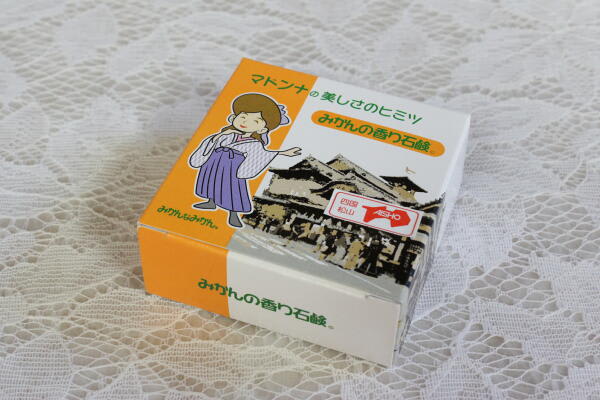 マドンナの美しさのヒミツ
みかんの香り石鹸
四国
松山
AISHO
みかんなみかん。
みかんの香り石鹸